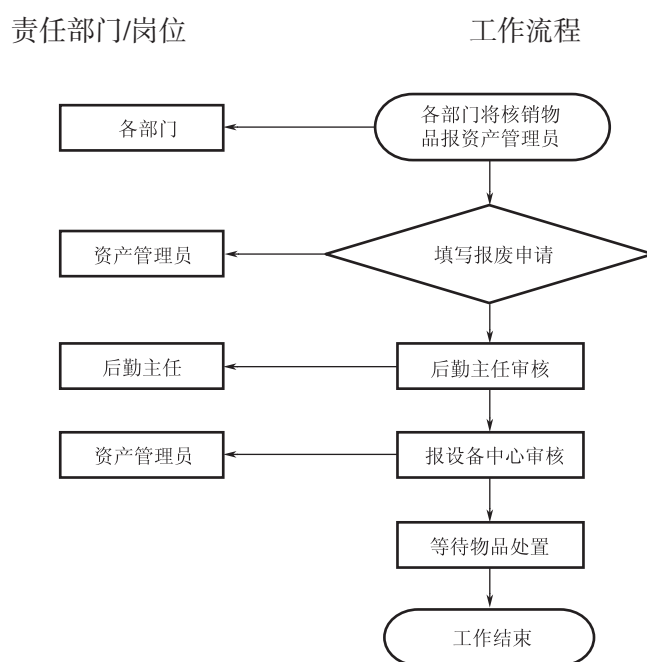 责任部门/岗位
工作流程
各部门
各部门将核销物
品报资产管理员
资产管理员
填写报废申请
后勤主任
后勤主任审核
资产管理员
报设备中心审核
等待物品处置
工作结束